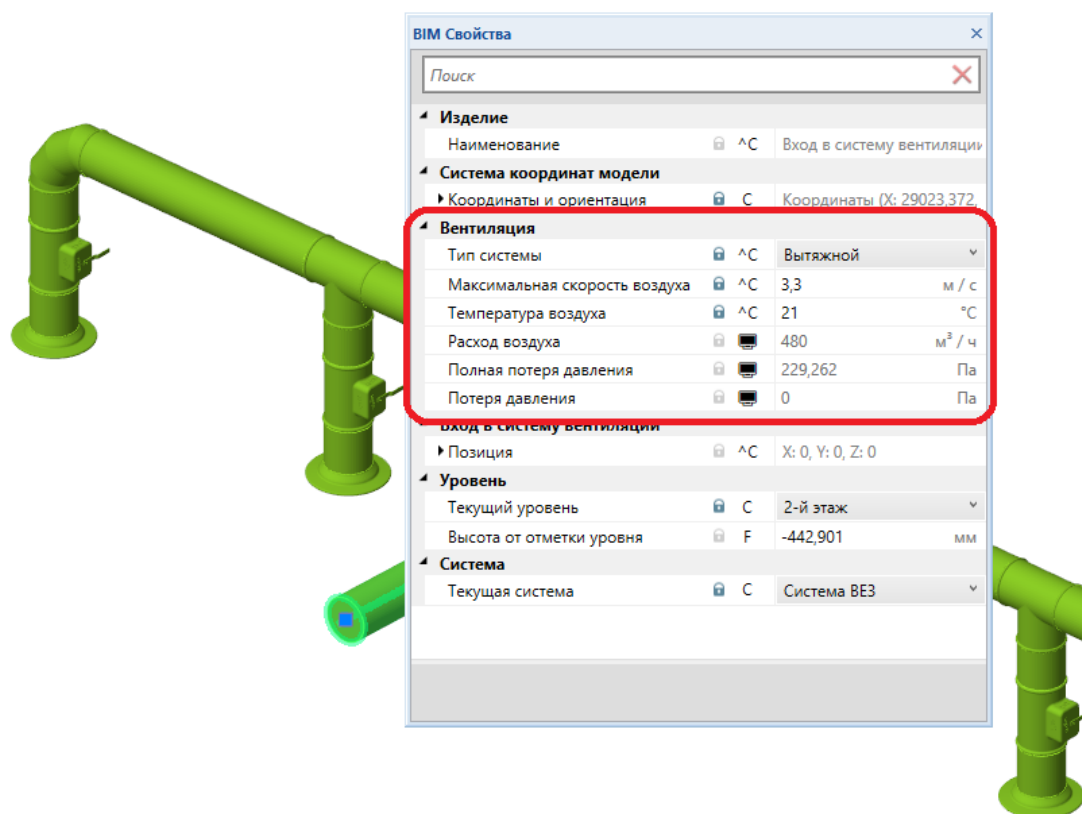 BIM Свойства
Поиск
Изделие
Наименование ^C Вход в систему вентиляции
Система координат модели
Координаты и ориентация C Координаты (X: 29023,372,
Вентиляция
Тип системы ^C Вытяжной
Максимальная скорость воздуха ^C 3,3 м / с
Температура воздуха ^C 21 °C
Расход воздуха 480 м³ / ч
Полная потеря давления 229,262 Па
Потеря давления 0 Па
Вход в систему вентиляции
Позиция ^C X: 0, Y: 0, Z: 0
Уровень
Текущий уровень C 2-й этаж
Высота от отметки уровня F -442,901 мм
Система
Текущая система C Система ВЕ3